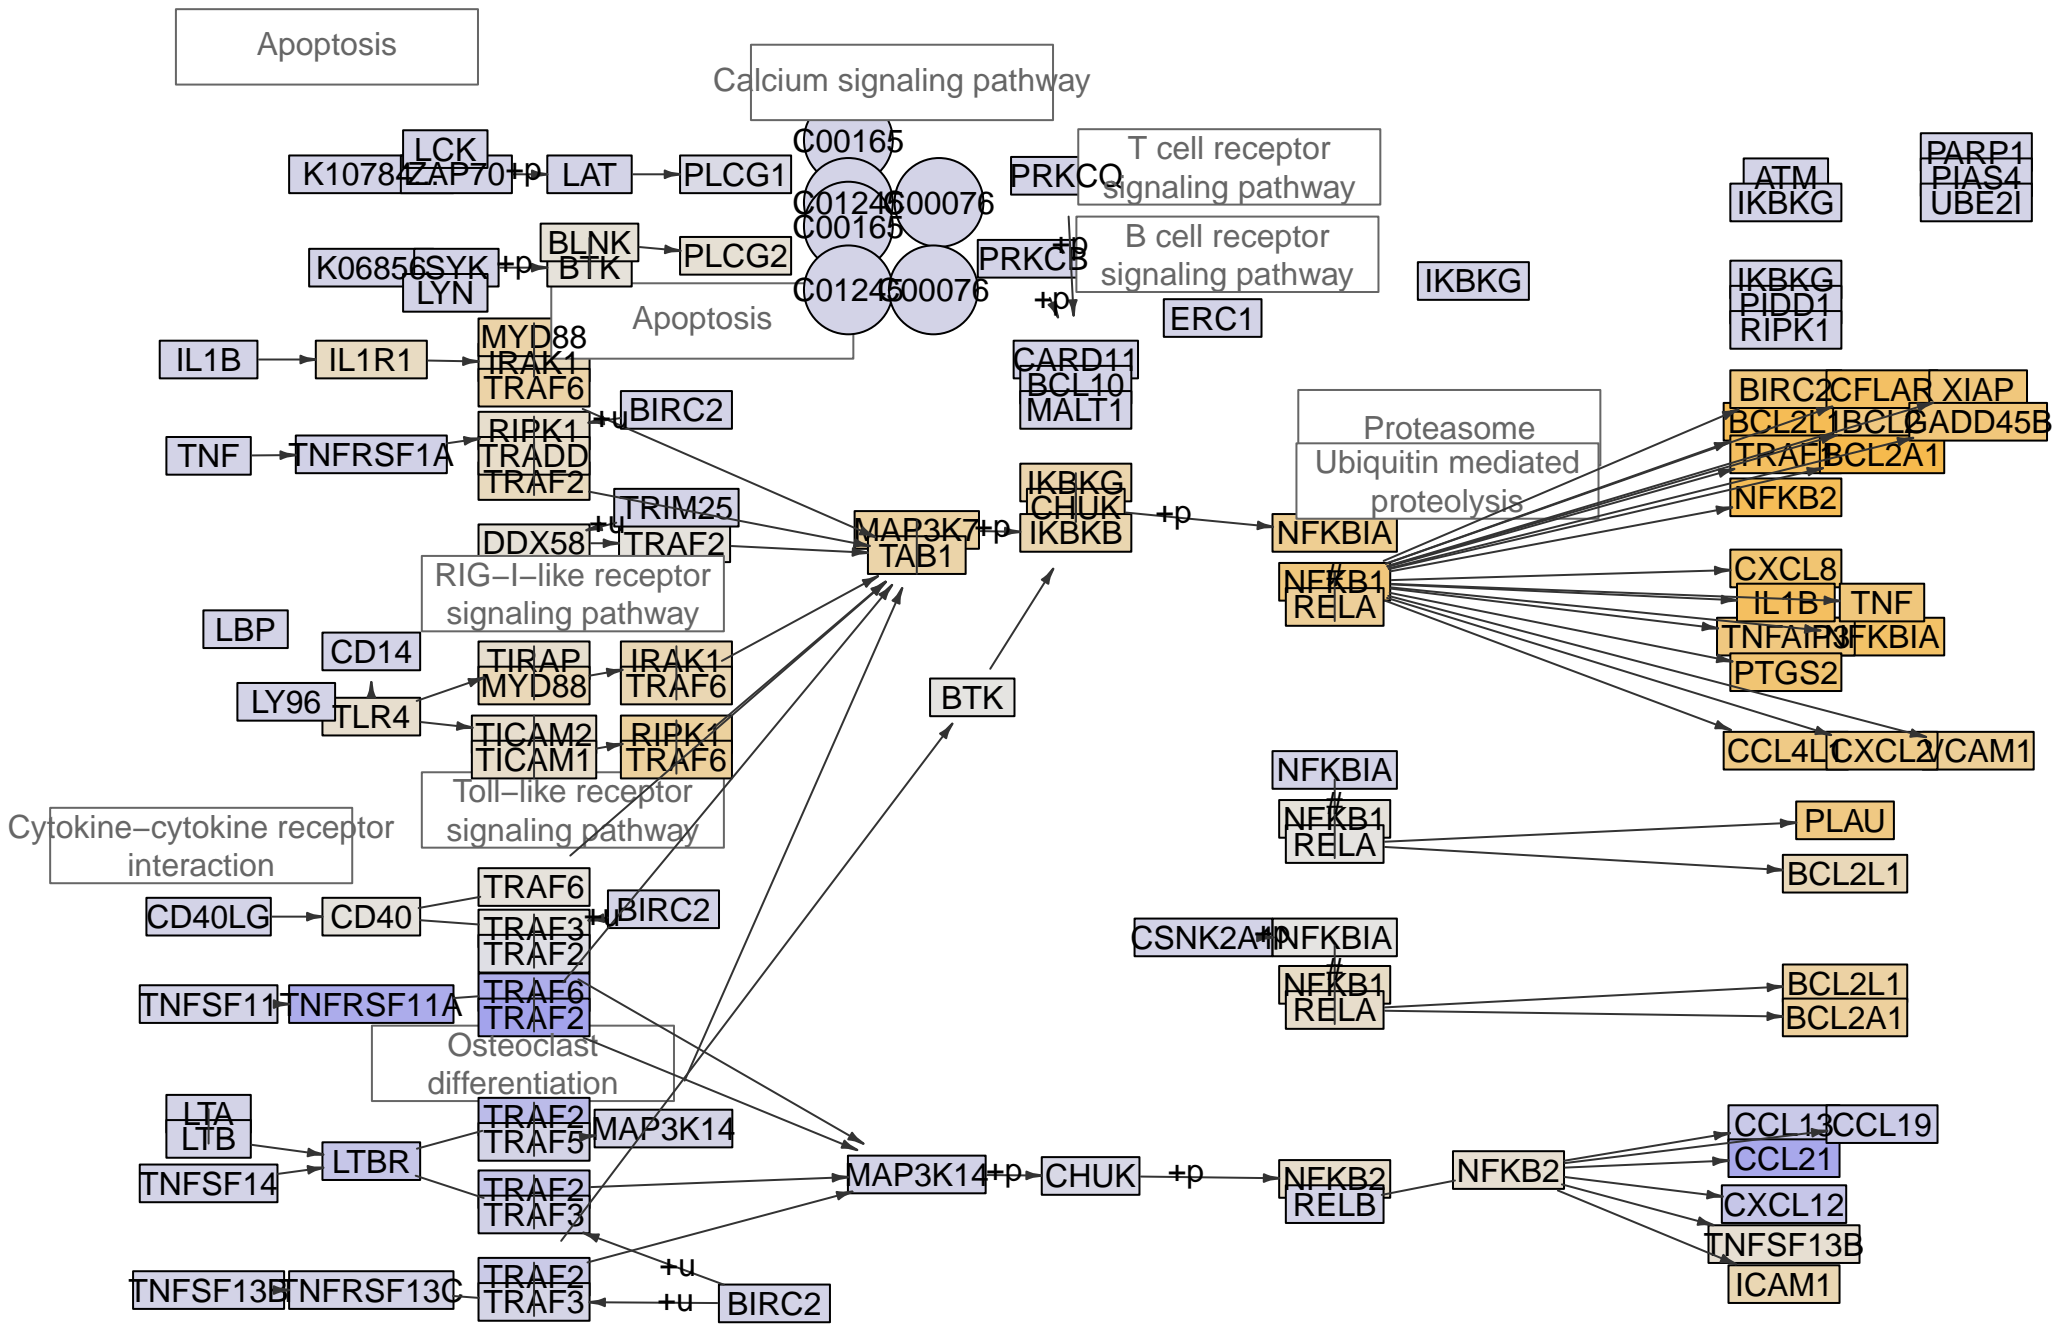 Apoptosis
Calcium signaling pathway
T cell receptor
signaling pathway
B cell receptor
signaling pathway
C00165
C01245
C00076
C00165
C01245
C00076
LCK
K10784
ZAP70
+p
LAT
PLCG1
PRKCQ
BLNK
BTK
PLCG2
K06856
SYK
+p
LYN
PRKCB
+p
+p
ERC1
IKBKG
ATM
IKBKG
PARP1
PIAS4
UBE2I
IKBKG
PIDD1
RIPK1
Apoptosis
IL1B
IL1R1
MYD88
IRAK1
TRAF6
CARD11
BCL10
MALT1
BIRC2
+u
TNF
TNFRSF1A
RIPK1
TRADD
TRAF2
TRIM25
+u
DDX58
TRAF2
RIG−I−like receptor
signaling pathway
MAP3K7
TAB1
+p
IKBKG
CHUK
IKBKB
+p
Proteasome
Ubiquitin mediated
proteolysis
NFKBIA
NFKB1
RELA
BIRC2
CFLAR
XIAP
BCL2L1
BCL2
GADD45B
TRAF1
BCL2A1
NFKB2
CXCL8
IL1B
TNF
TNFAIP3
NFKBIA
PTGS2
CCL4L1
CXCL2
VCAM1
LBP
CD14
LY96
TLR4
TIRAP
MYD88
IRAK1
TRAF6
TICAM2
TICAM1
RIPK1
TRAF6
BTK
Toll−like receptor
signaling pathway
Cytokine−cytokine receptor
interaction
NFKBIA
NFKB1
RELA
PLAU
BCL2L1
CD40LG
CD40
TRAF6
TRAF3
TRAF2
+u
BIRC2
CSNK2A1
+p
NFKBIA
NFKB1
RELA
BCL2L1
BCL2A1
TNFSF11
TNFRSF11A
TRAF6
TRAF2
Osteoclast
differentiation
LTA
LTB
TNFSF14
LTBR
TRAF2
TRAF5
MAP3K14
TRAF2
TRAF3
MAP3K14
+p
CHUK
+p
NFKB2
RELB
NFKB2
CCL13
CCL19
CCL21
CXCL12
TNFSF13B
ICAM1
TNFSF13B
TNFRSF13C
TRAF2
TRAF3
+u
+u
BIRC2